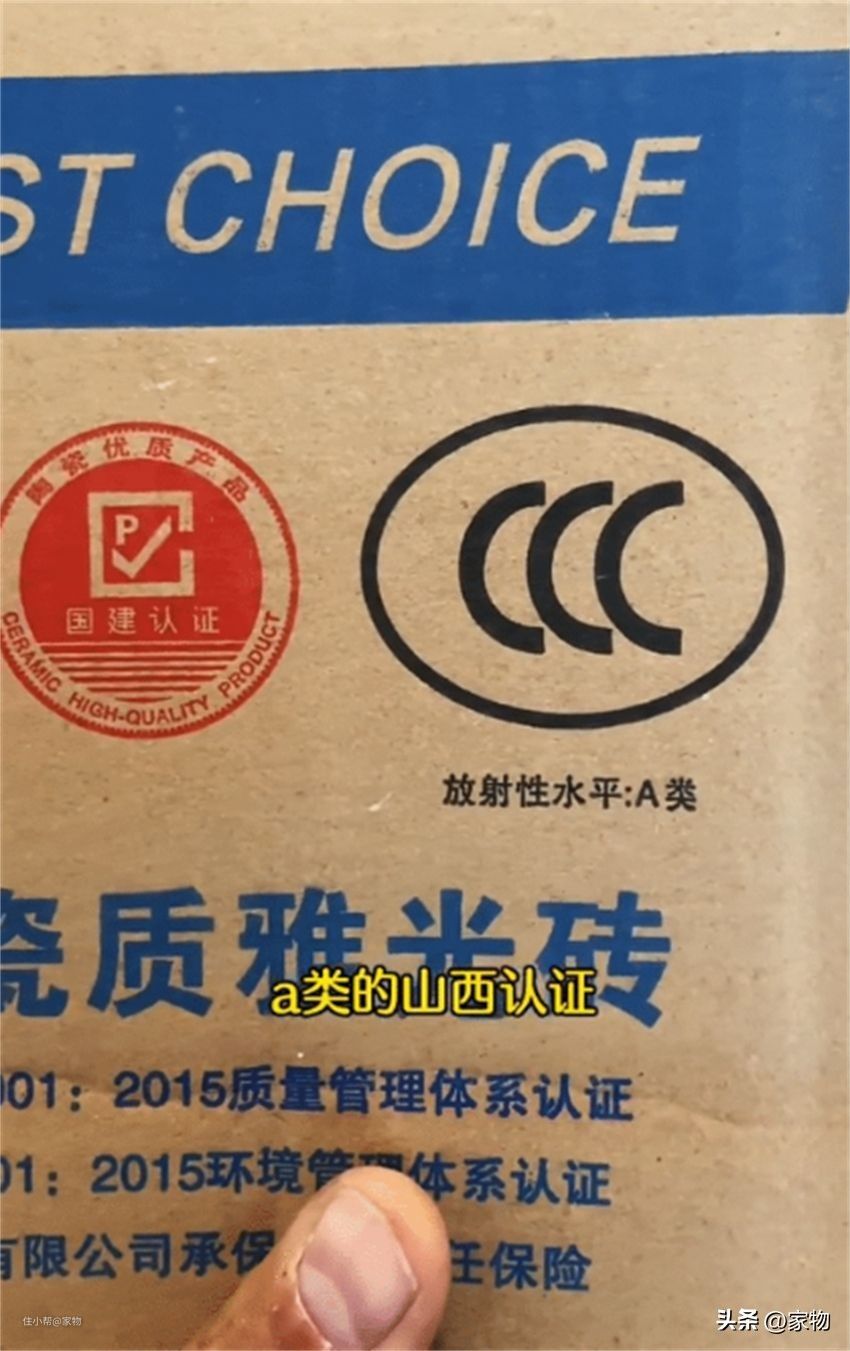 ST CHOICE
陶瓷优质产品
P
国建认证
CERAMIC HIGH-QUALITY PRODUCT
CCC
放射性水平:A类
瓷质雅光砖
a类的山西认证
001：2015质量管理体系认证
01：2015环境管理体系认证
有限公司承保 任保险
住小帮@家物
头条 @家物